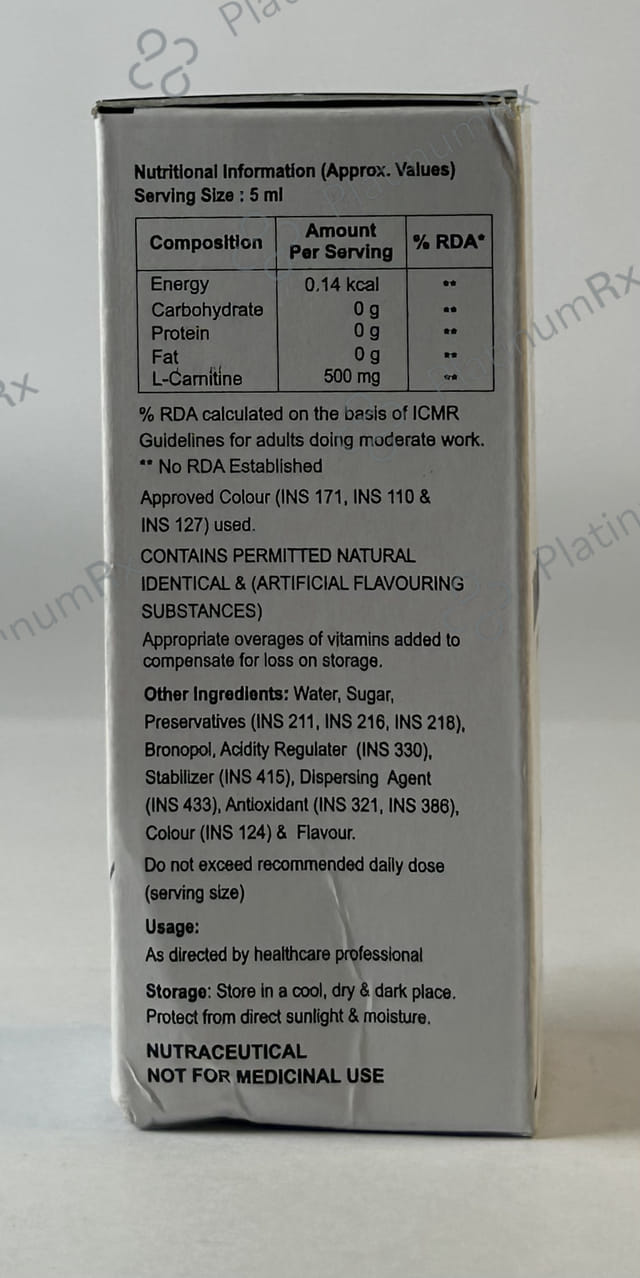 Nutritional Information (Approx. Values)
Serving Size : 5 ml
Composition Amount Per Serving % RDA*
Energy 0.14 kcal **
Carbohydrate 0 g **
Protein 0 g **
Fat 0 g **
L-Carnitine 500 mg **
% RDA calculated on the basis of ICMR
Guidelines for adults doing moderate work.
** No RDA Established
Approved Colour (INS 171, INS 110 &
INS 127) used.
CONTAINS PERMITTED NATURAL
IDENTICAL & (ARTIFICIAL FLAVOURING
SUBSTANCES)
Appropriate overages of vitamins added to
compensate for loss on storage.
Other Ingredients: Water, Sugar,
Preservatives (INS 211, INS 216, INS 218),
Bronopol, Acidity Regulater (INS 330),
Stabilizer (INS 415), Dispersing Agent
(INS 433), Antioxidant (INS 321, INS 386),
Colour (INS 124) & Flavour.
Do not exceed recommended daily dose
(serving size)
Usage:
As directed by healthcare professional
Storage: Store in a cool, dry & dark place.
Protect from direct sunlight & moisture.
NUTRACEUTICAL
NOT FOR MEDICINAL USE